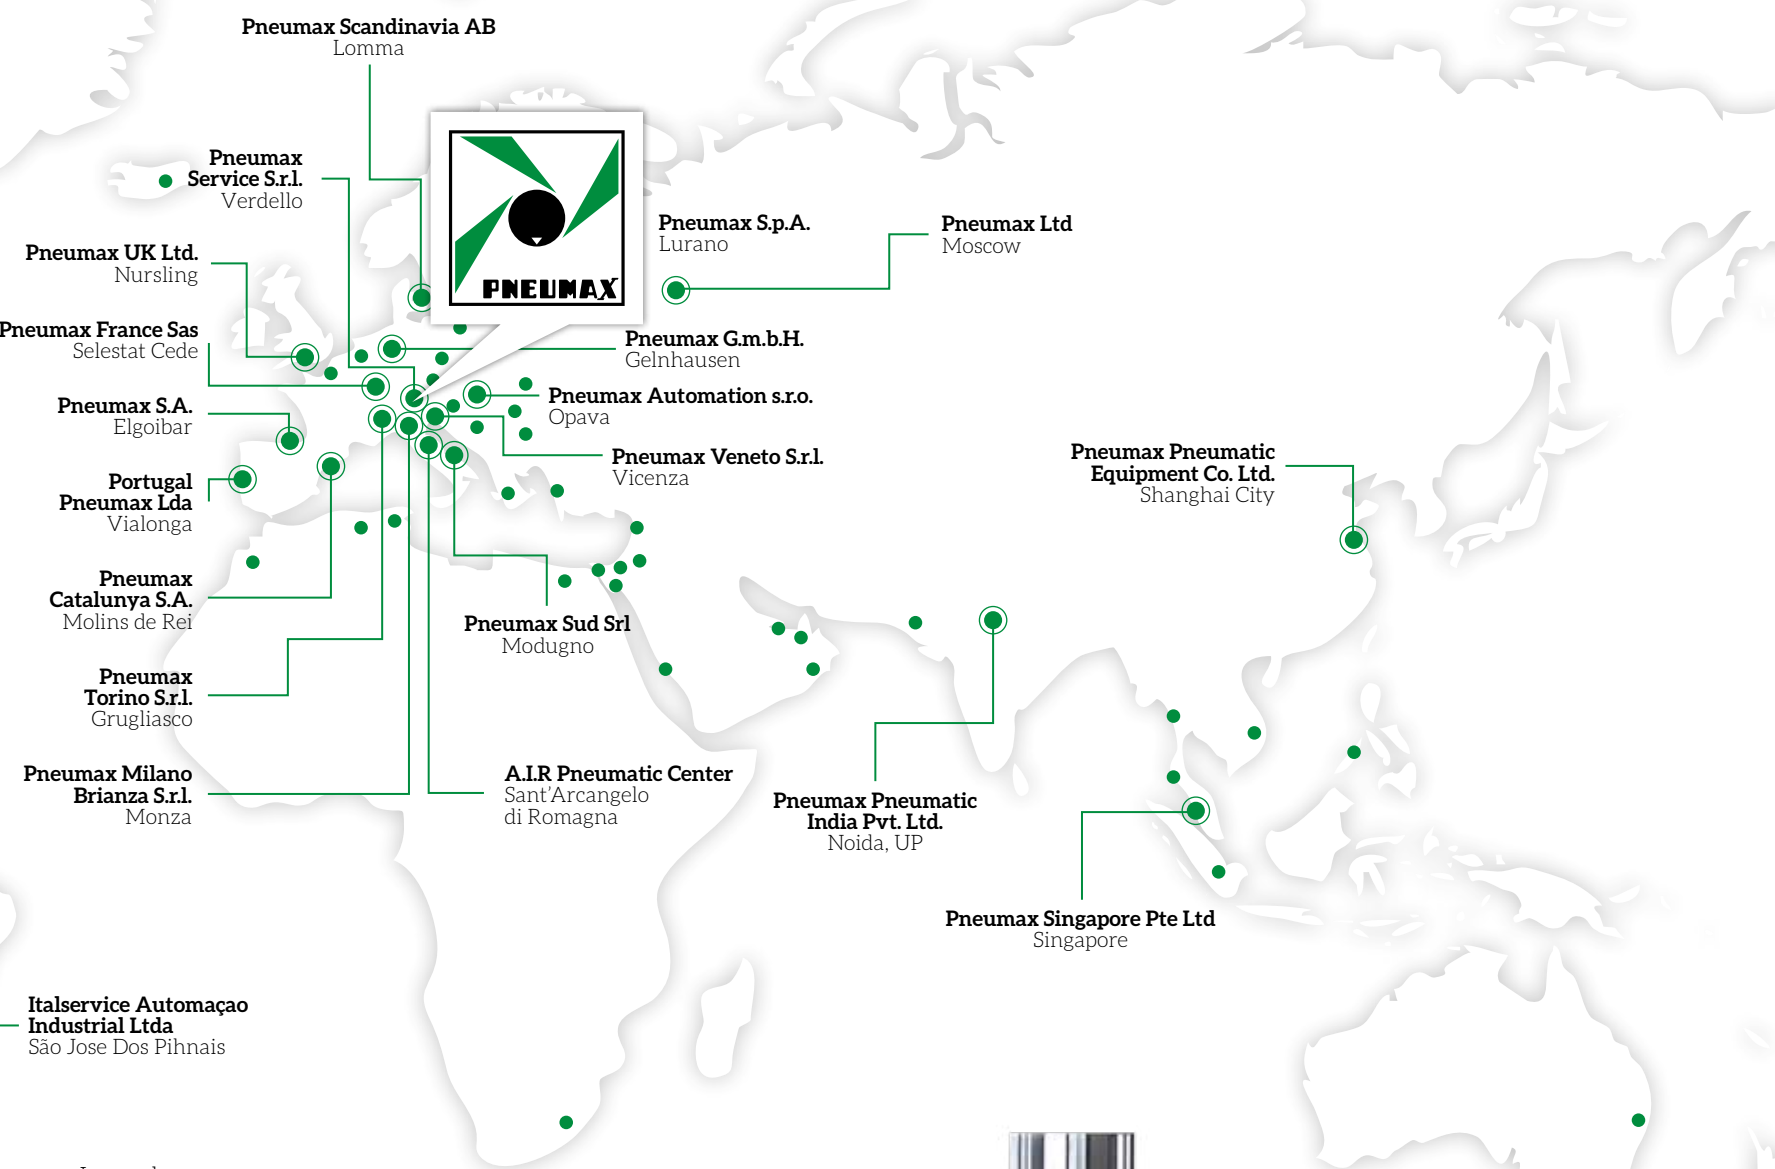 Pneumax Scandinavia AB
Lomma
Pneumax
Service S.r.l.
Verdello
PNEUMAX
Pneumax S.p.A.
Lurano
Pneumax Ltd
Moscow
Pneumax UK Ltd.
Nursling
Pneumax France Sas
Selestat Cede
Pneumax G.m.b.H.
Gelnhausen
Pneumax S.A.
Elgoibar
Pneumax Automation s.r.o.
Opava
Pneumax Veneto S.r.l.
Vicenza
Pneumax Pneumatic
Equipment Co. Ltd.
Shanghai City
Portugal
Pneumax Lda
Vialonga
Pneumax
Catalunya S.A.
Molins de Rei
Pneumax Sud Srl
Modugno
Pneumax
Torino S.r.l.
Grugliasco
Pneumax Milano
Brianza S.r.l.
Monza
A.I.R Pneumatic Center
Sant'Arcangelo
di Romagna
Pneumax Pneumatic
India Pvt. Ltd.
Noida, UP
Pneumax Singapore Pte Ltd
Singapore
Italservice Automaçao
Industrial Ltda
São Jose Dos Pihnais